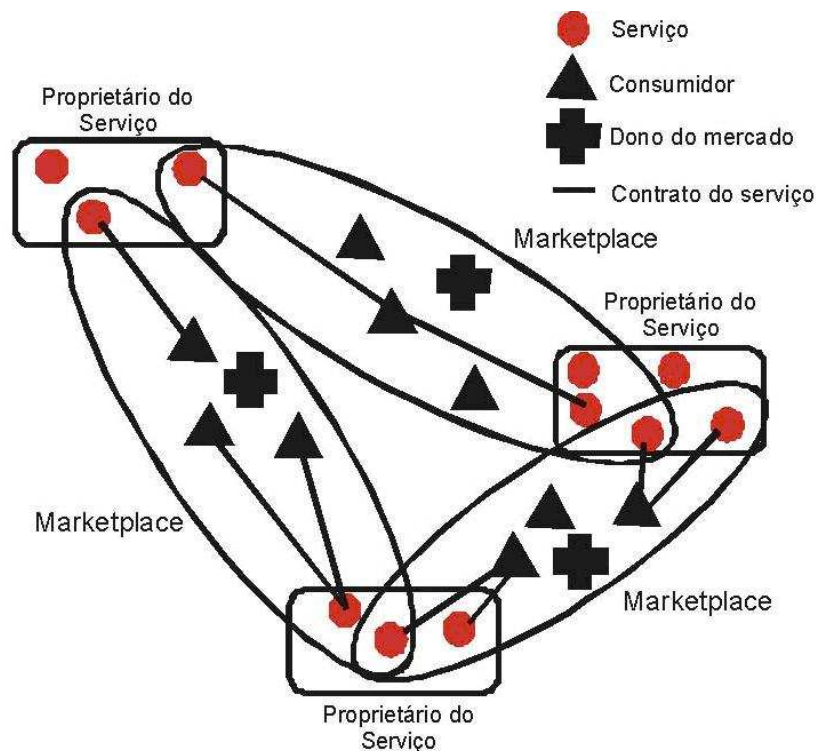 Serviço
Consumidor
Dono do mercado
Contrato do serviço
Proprietário do
Serviço
Marketplace
Proprietário do
Serviço
Marketplace
Marketplace
Proprietário do
Serviço